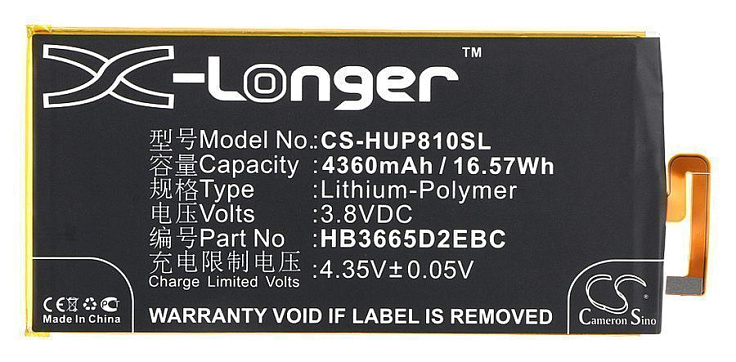 X-Longer™
型号Model No.:CS-HUP810SL
容量Capacity :4360mAh / 16.57Wh
规格Type :Lithium-Polymer
电压Volts :3.8VDC
编号Part No :HB3665D2EBC
充电限制电压
Charge Limited Volts :4.35V±0.05V
CE
Made In China
WARRANTY VOID IF LABEL IS REMOVED
CS
Cameron Sino